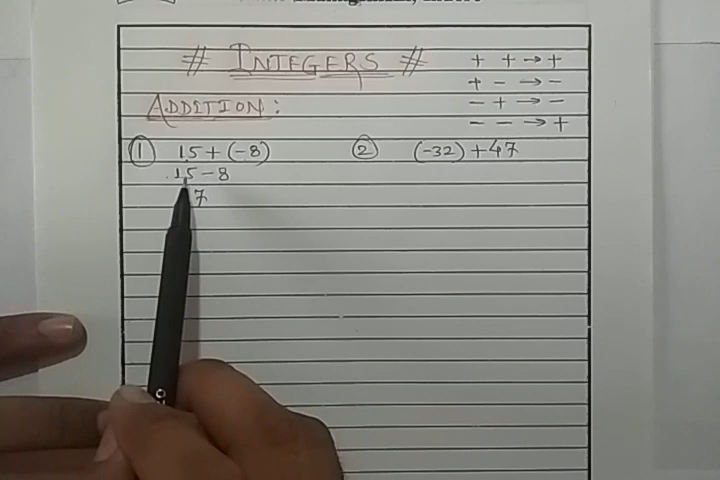 # INTEGERS #
+ + → +
+ - → -
- + → -
- - → +
ADDITION :
① 15 + (-8)
15 - 8
7
② (-32) + 47